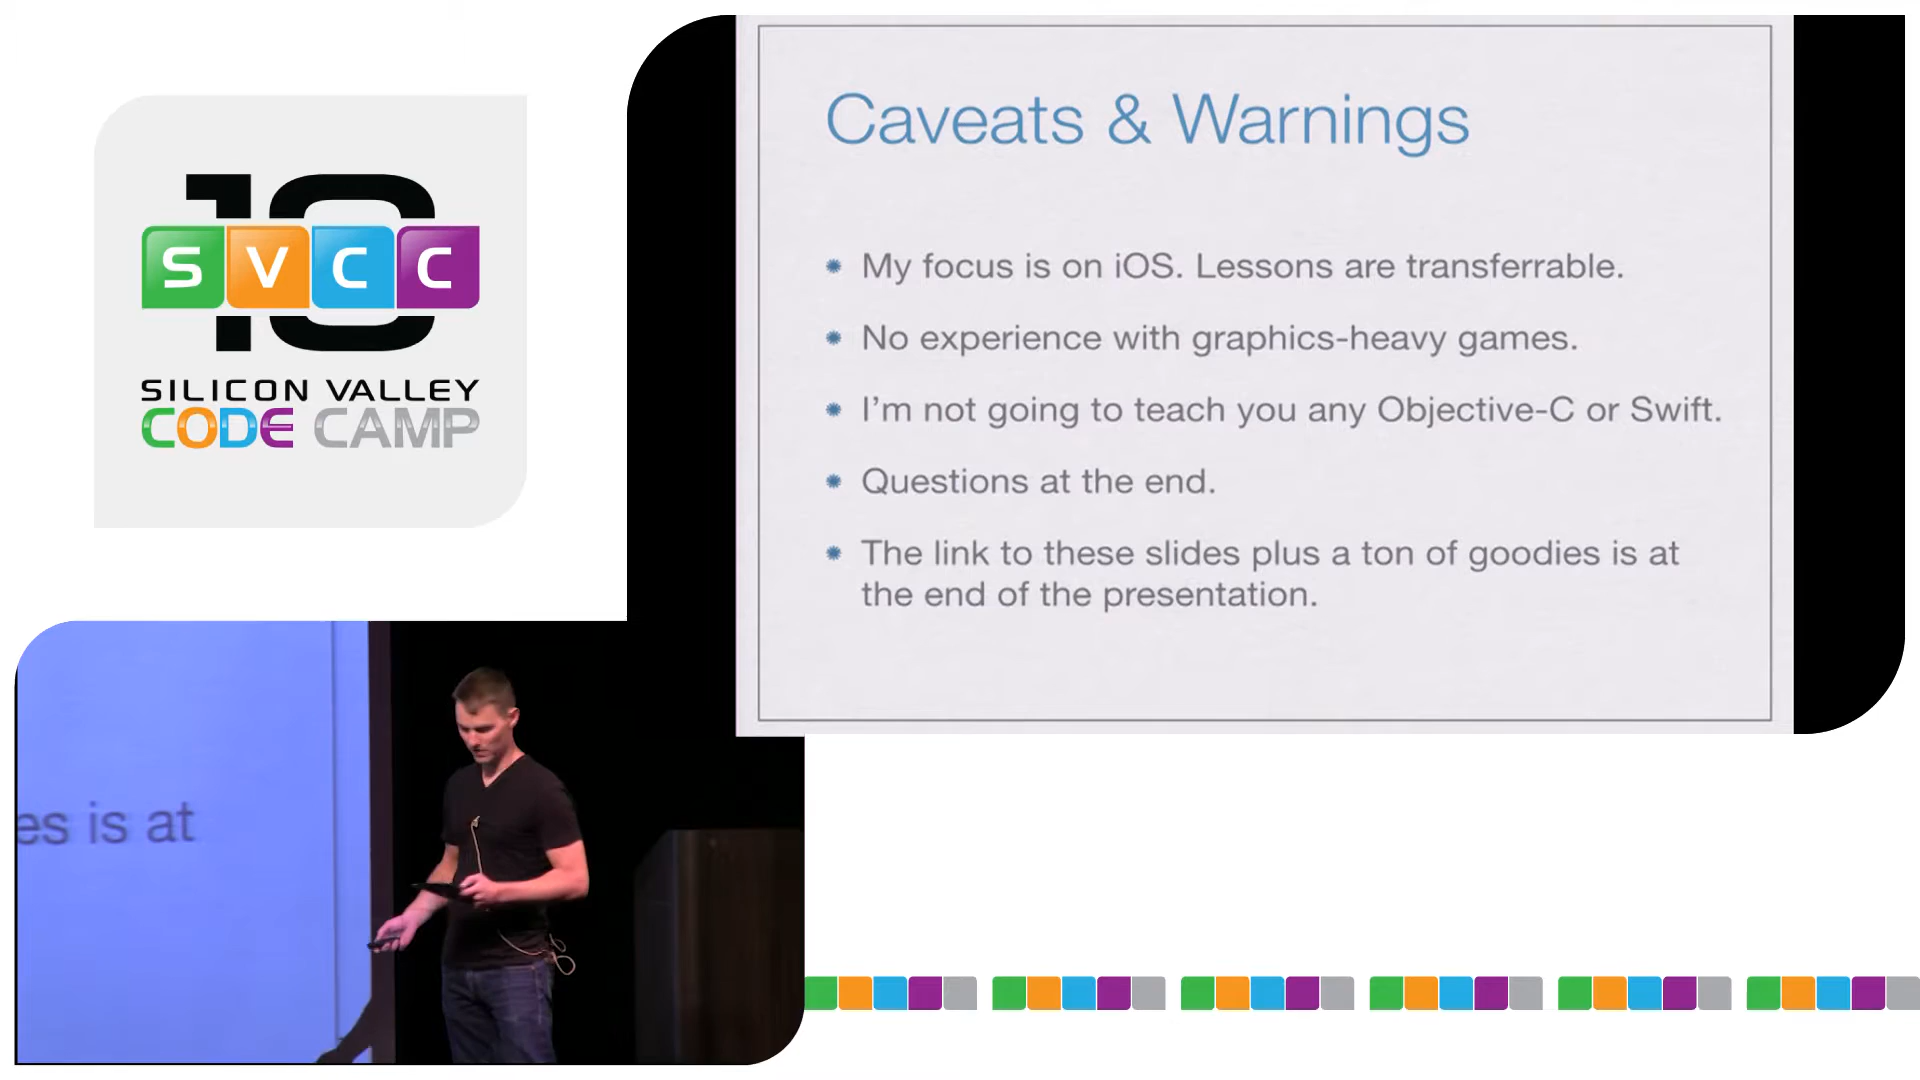 10
SVCC
SILICON VALLEY
CODE CAMP
Caveats & Warnings
My focus is on iOS. Lessons are transferrable.
No experience with graphics-heavy games.
I'm not going to teach you any Objective-C or Swift.
Questions at the end.
The link to these slides plus a ton of goodies is at
the end of the presentation.
es is at